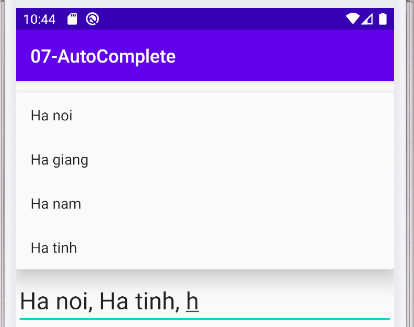 10:44
07-AutoComplete
Ha noi
Ha giang
Ha nam
Ha tinh
Ha noi, Ha tinh, h